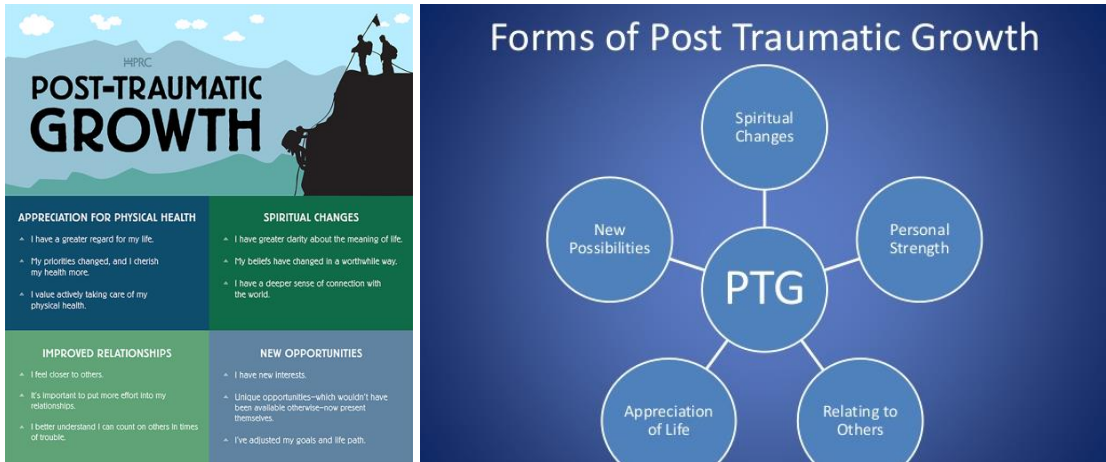 HPRC
POST-TRAUMATIC
GROWTH
APPRECIATION FOR PHYSICAL HEALTH
I have a greater regard for my life.
My priorities changed, and I cherish
my health more.
I value actively taking care of my
physical health.
SPIRITUAL CHANGES
I have greater clarity about the meaning of life.
My beliefs have changed in a worthwhile way.
I have a deeper sense of connection with
the world.
IMPROVED RELATIONSHIPS
I feel closer to others.
It's important to put more effort into my
relationships.
I better understand I can count on others in times
of trouble.
NEW OPPORTUNITIES
I have new interests.
Unique opportunities—which wouldn't have
been available otherwise—now present
themselves.
I've adjusted my goals and life path.
Forms of Post Traumatic Growth
Spiritual
Changes
New
Possibilities
Personal
Strength
PTG
Appreciation
of Life
Relating to
Others